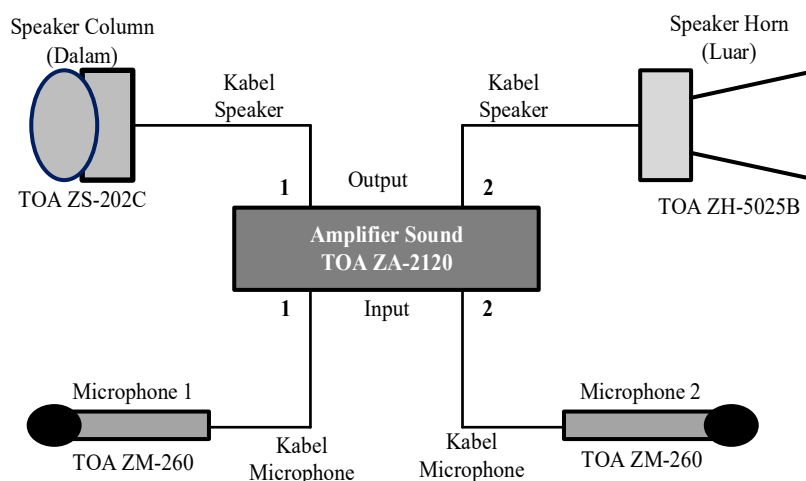 Speaker Column
(Dalam)
TOA ZS-202C
Kabel
Speaker
Kabel
Speaker
Speaker Horn
(Luar)
TOA ZH-5025B
1
Output
2
Amplifier Sound
TOA ZA-2120
1
Input
2
Microphone 1
TOA ZM-260
Kabel
Microphone
Kabel
Microphone
Microphone 2
TOA ZM-260